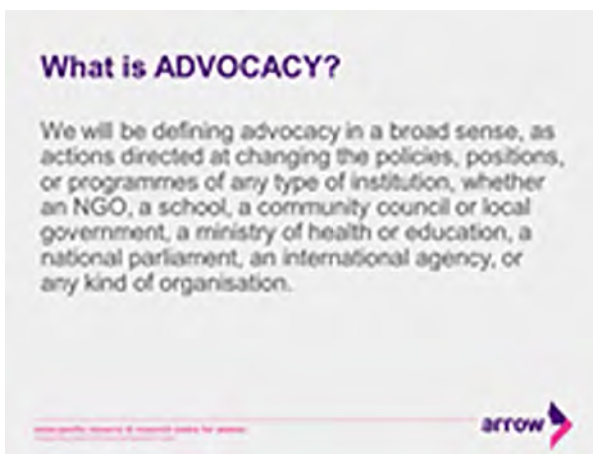 What is ADVOCACY?
We will be defining advocacy in a broad sense, as
actions directed at changing the policies, positions,
or programmes of any type of institution, whether
an NGO, a school, a community council or local
government, a ministry of health or education, a
national parliament, an international agency, or
any kind of organisation.
arrow